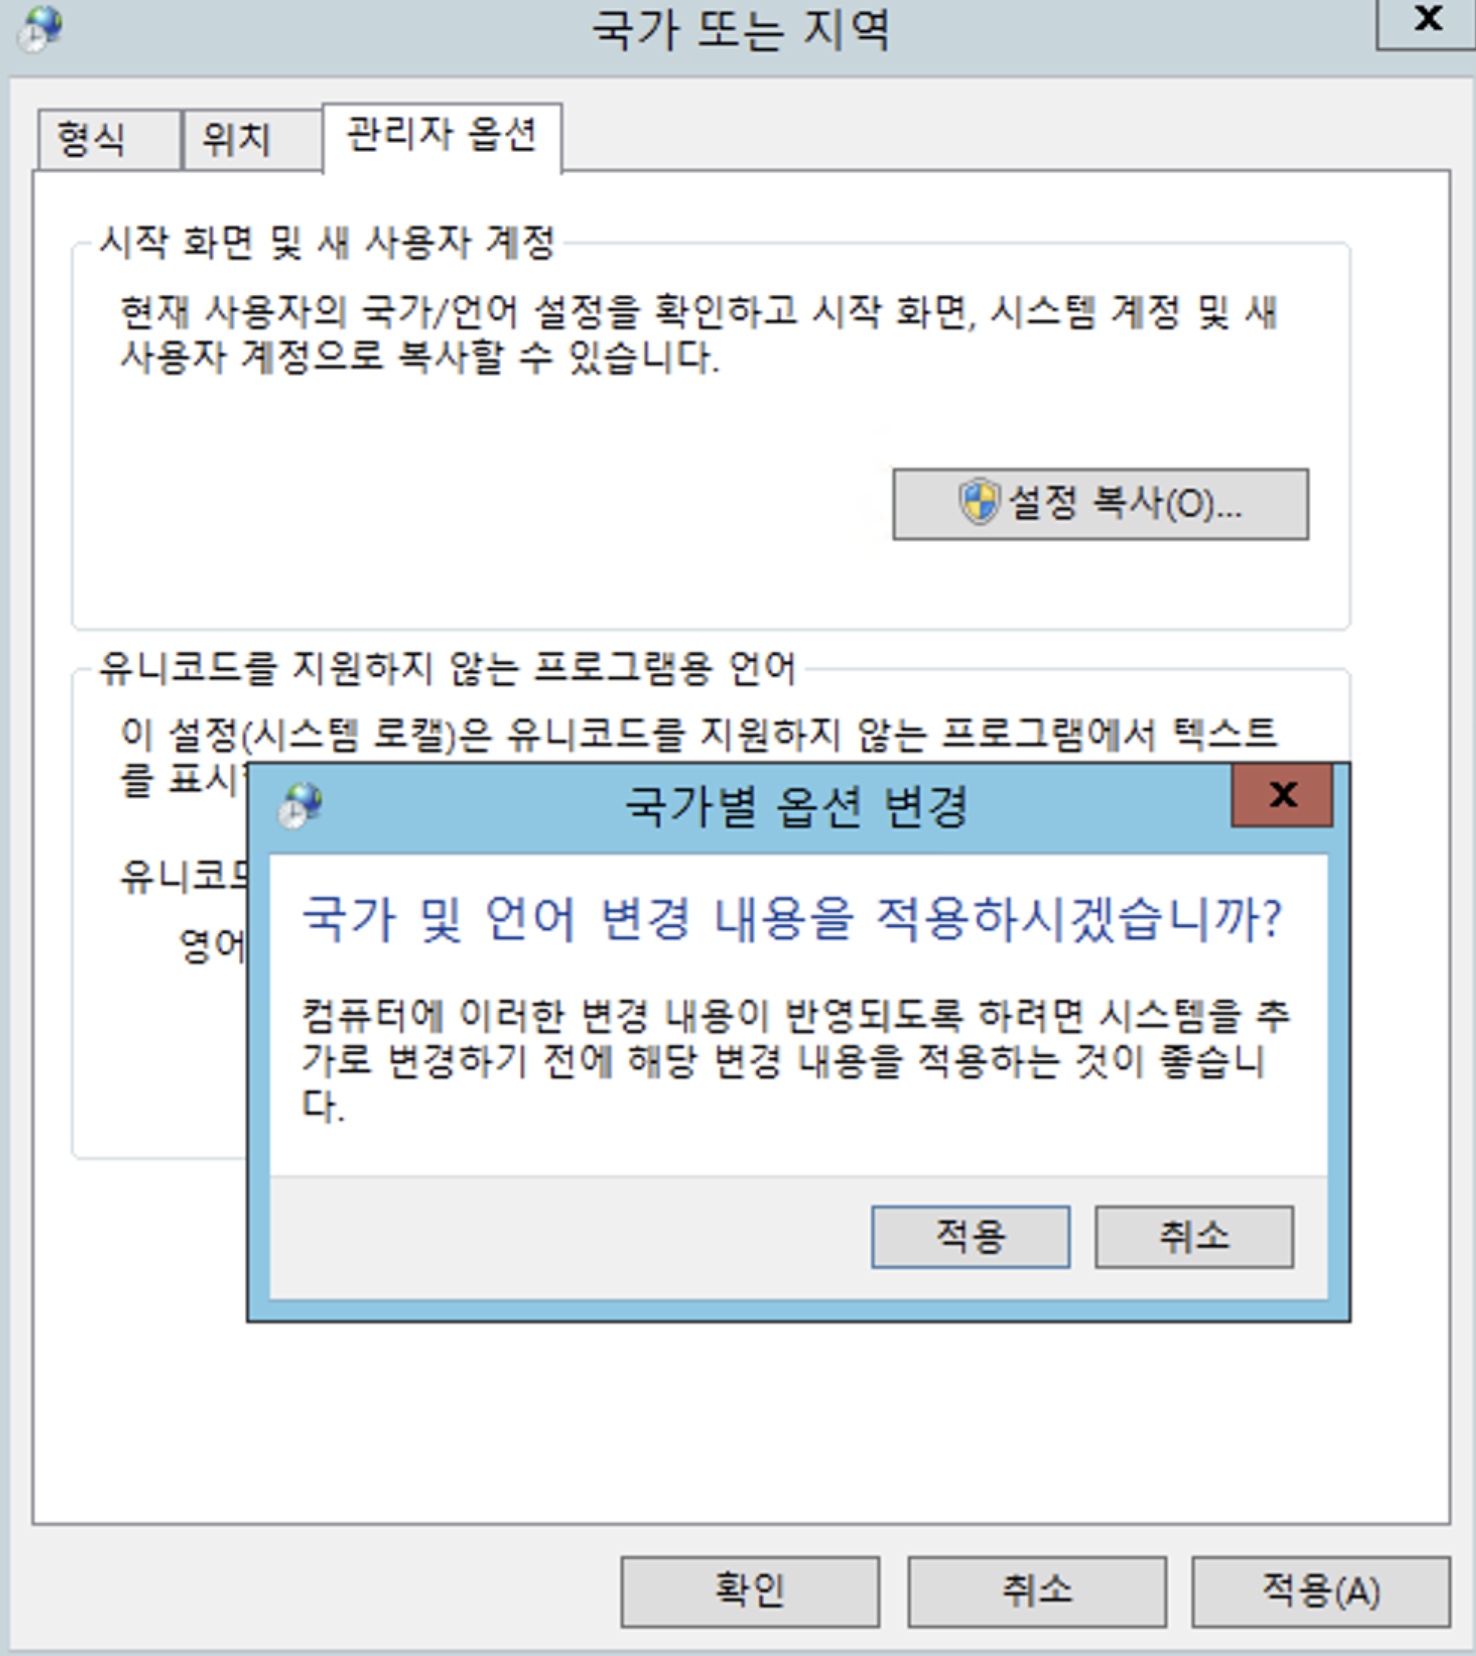 국가 또는 지역
x
형식
위치
관리자 옵션
시작 화면 및 새 사용자 계정
현재 사용자의 국가/언어 설정을 확인하고 시작 화면, 시스템 계정 및 새
사용자 계정으로 복사할 수 있습니다.
설정 복사(O)...
유니코드를 지원하지 않는 프로그램용 언어
이 설정(시스템 로캘)은 유니코드를 지원하지 않는 프로그램에서 텍스트
를 표시
유니코
영어
국가별 옵션 변경
x
국가 및 언어 변경 내용을 적용하시겠습니까?
컴퓨터에 이러한 변경 내용이 반영되도록 하려면 시스템을 추
가로 변경하기 전에 해당 변경 내용을 적용하는 것이 좋습니
다.
적용
취소
확인
취소
적용(A)